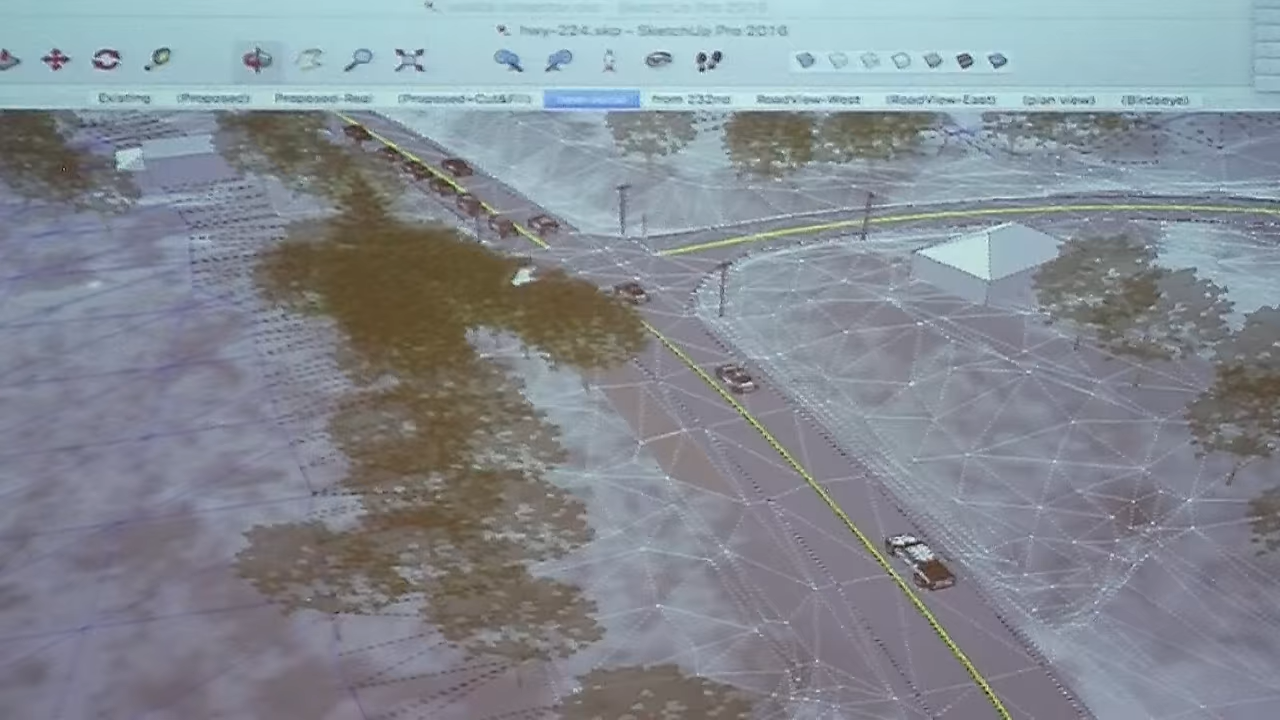 hwy-224.skp - SketchUp Pro 2016
Existing (Proposed) Proposed-Rep (Proposed-Cut&Fill) from 232nd RoadView-West (RoadView-East) (plan view) (Birdseye)